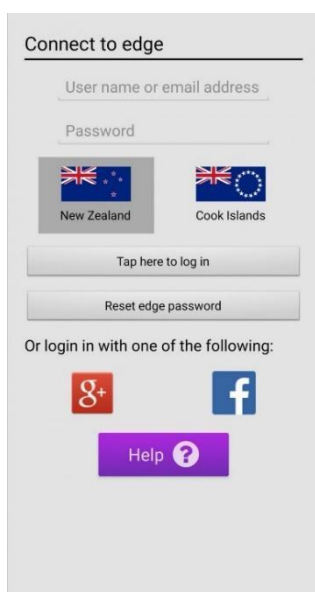 Connect to edge
User name or email address
Password
New Zealand
Cook Islands
Tap here to log in
Reset edge password
Or login in with one of the following:
g+
f
Help ?